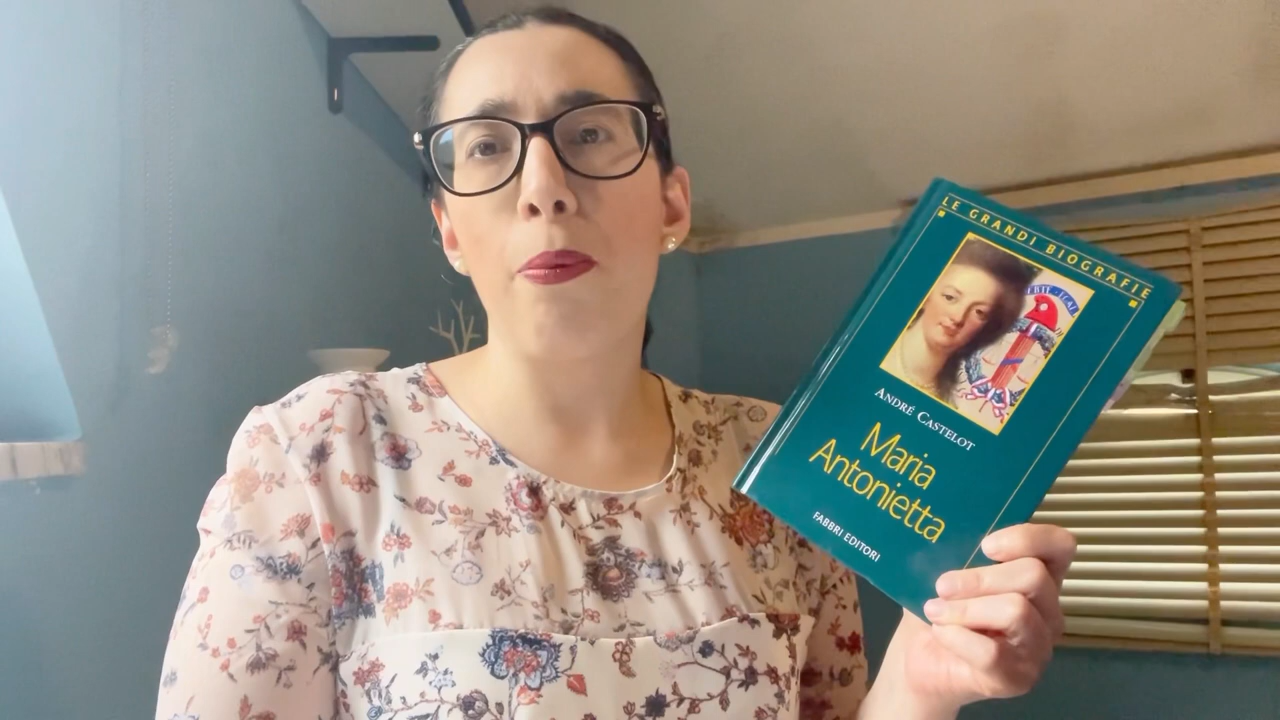 LE GRANDI BIOGRAFIE
ANDRÉ CASTELOT
Maria
Antonietta
FABBRI EDITORI